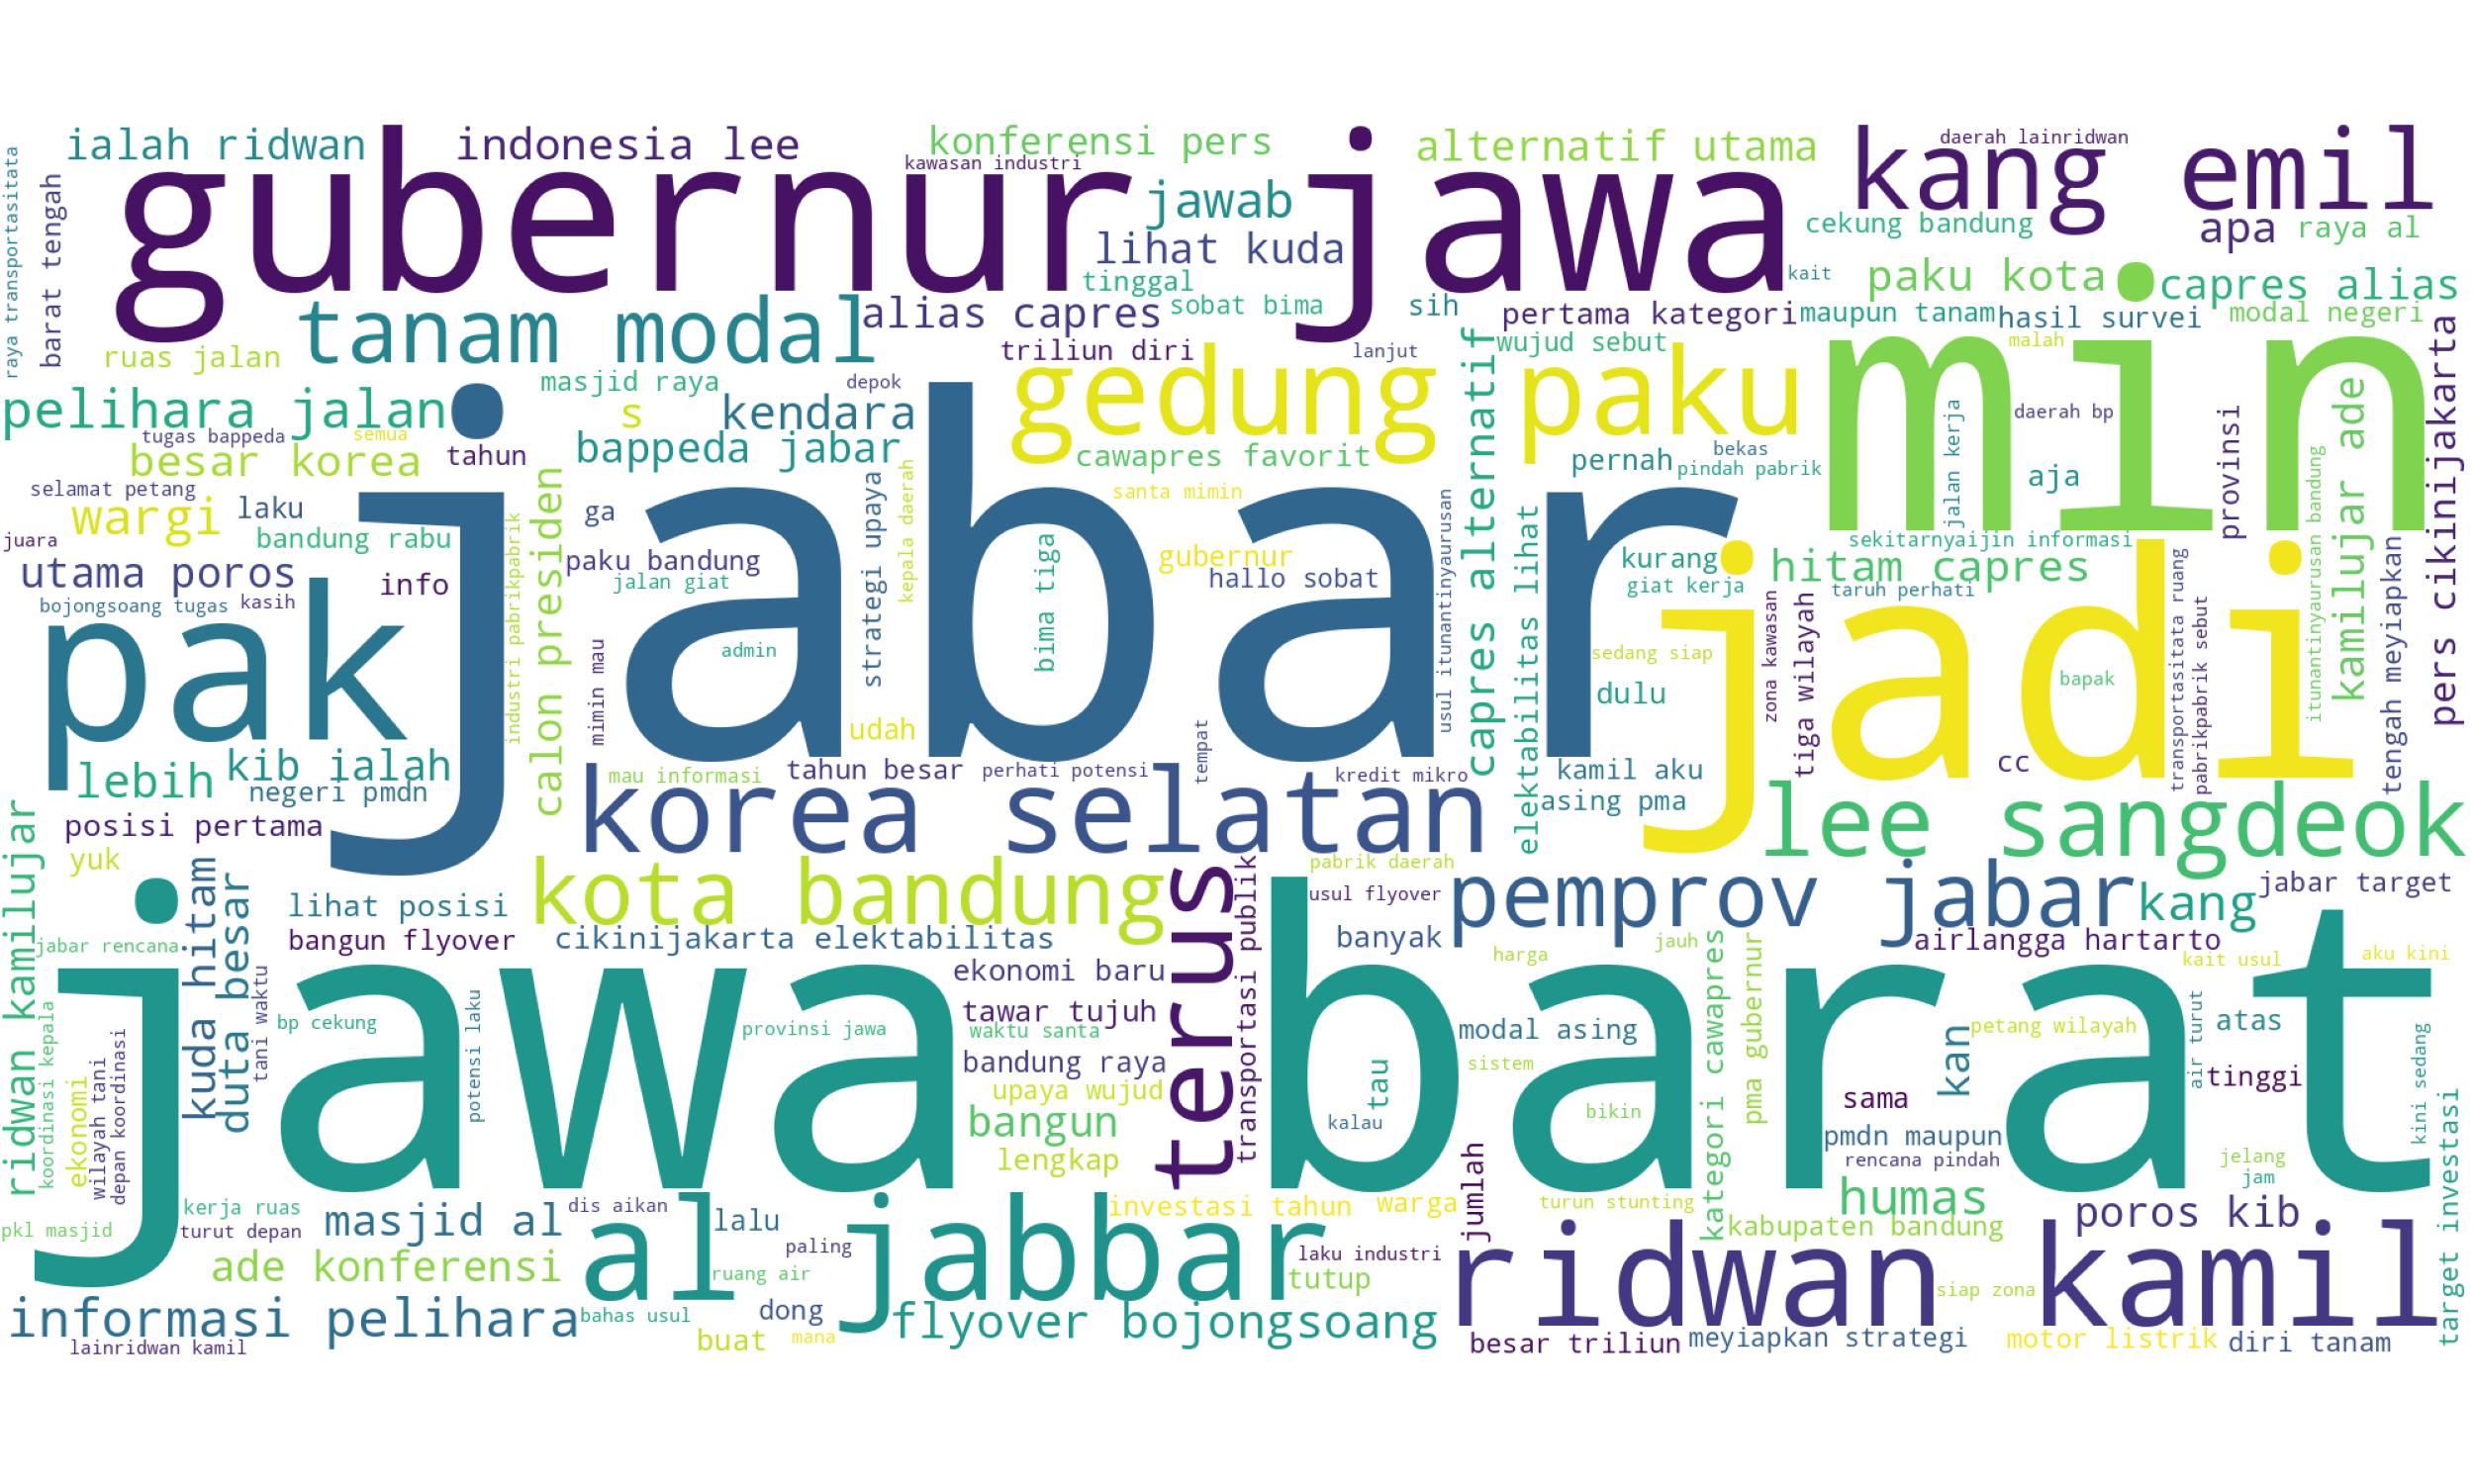 ialah ridwan
indonesia lee
konferensi pers
alternatif utama
kang emil
daerah lainridwan
kawasan industri
gubernur jawa
jawab
lihat kuda
tinggal
cekung bandung
apa
raya al
raya transportasitata
barat tengah
kait
paku kota
capres alias
tanam modal
alias capres
sobat bima
sih
pertama kategori
maupun tanam
hasil survei
modal negeri
ruas jalan
triliun diri
lanjut
wujud sebut
malah
min
pelihara jalan
masjid raya
depok
s
kendara
gedung
paku
capres alternatif
jalan kerja
daerah bp
kamilujar ade
pers cikinijakarta
tugas bappeda
semua
bappeda jabar
besar korea
tahun
cawapres favorit
pernah
bekas
pindah pabrik
aja
provinsi
selamat petang
wargi
laku
santa mimin
ga
juara
bandung rabu
calon presiden
strategi upaya
kepala daerah
jabar
utama poros
info
paku bandung
jalan giat
bima tiga
gubernur
hallo sobat
kurang
giat kerja
sekitarnyaijin informasi
hitam capres
taruh perhati
bojongsoang tugas
kasih
pak
industri pabrikpabrik
mimin mau
admin
usul itunantinyaurusan
elektabilitas lihat
sedang siap
dulu
zona kawasan
tiga wilayah
jadi
bapak
transportasitata ruang
pabrikpabrik sebut
itunantinyaurusan bandung
tengah meyiapkan
udah
tempat
cc
lebih
kib ialah
negeri pmdn
mau informasi
tahun besar
perhati potensi
kredit mikro
kamil aku
asing pma
posisi pertama
korea selatan
lee sangdeok
yuk
ridwan kamilujar
kuda hitam
duta besar
lihat posisi
bangun flyover
kota bandung
cikinijakarta elektabilitas
terus
transportasi publik
pabrik daerah
usul flyover
pemprov jabar
kang
jabar target
banyak
airlangga hartarto
jabar rencana
harga
jauh
kait usul
aku kini
jawa barat
tani waktu
ekonomi baru
tawar tujuh
waktu santa
bp cekung
potensi laku
provinsi jawa
bandung raya
upaya wujud
bangun
lengkap
modal asing
sistem
tau
kalau
bikin
kategori cawapres
pma gubernur
kan
petang wilayah
air turut
atas
tinggi
kini sedang
sama
pmdn maupun
rencana pindah
koordinasi kepala
ekonomi
wilayah tani
depan koordinasi
jelang
jam
target investasi
kerja ruas
pkl masjid
turut depan
masjid al
dis aikan
al jabbar
lalu
paling
investasi tahun
warga
jumlah
turun stunting
humas
kabupaten bandung
poros kib
ade konferensi
ruang air
laku industri
tutup
ridwan kamil
siap zona
informasi pelihara
bahas usul
dong
buat
mana
flyover bojongsoang
lainridwan kamil
besar triliun
meyiapkan strategi
motor listrik
diri tanam